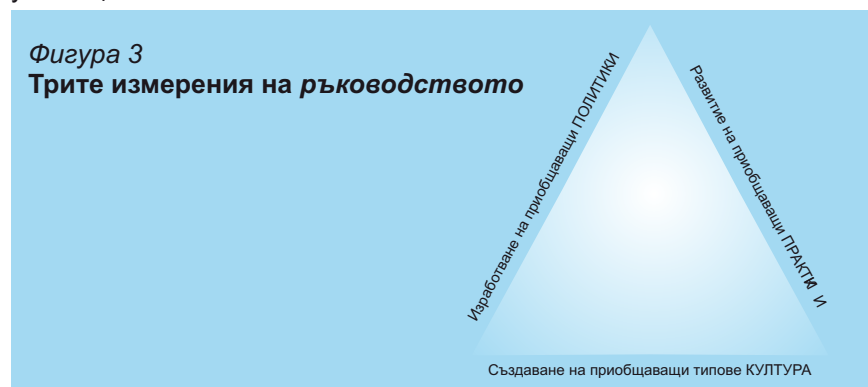 Фигура 3
Трите измерения на ръководството
Изработване на приобщаващи ПОЛИТИКИ
Развитие на приобщаващи ПРАКТИКИ
Създаване на приобщаващи типове КУЛТУРА